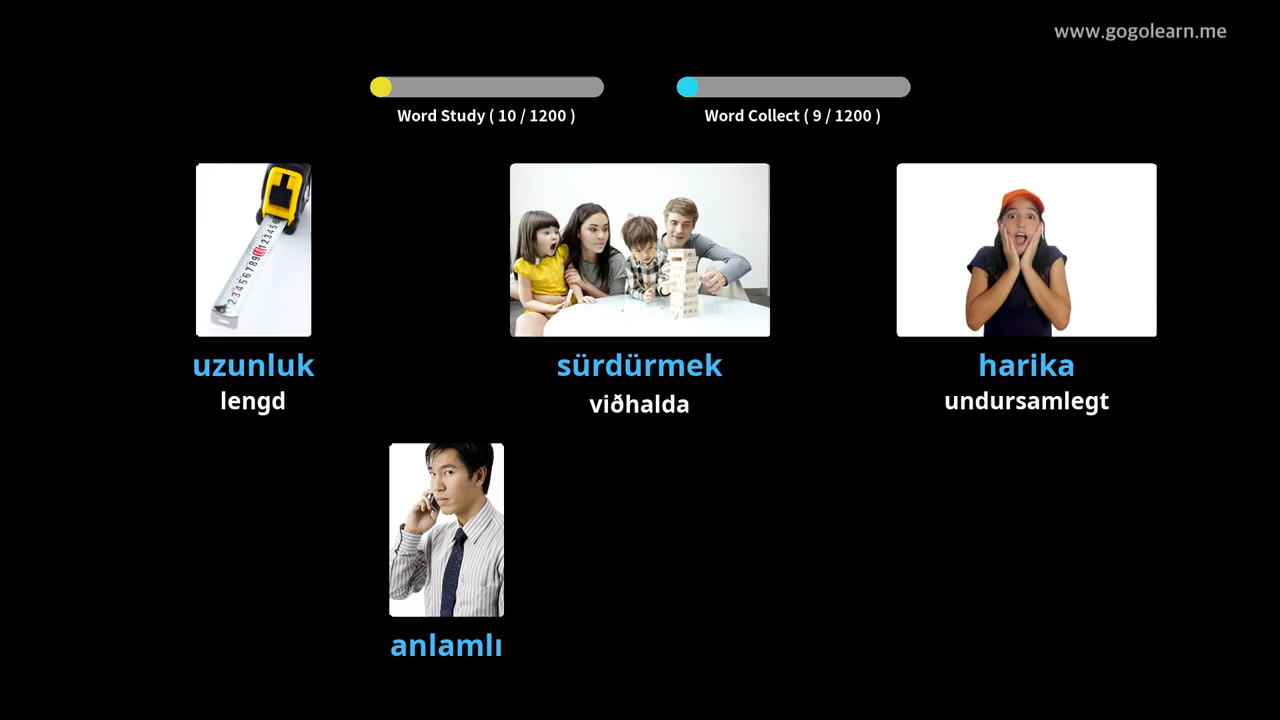 www.gogolearn.me
Word Study ( 10 / 1200 )
Word Collect ( 9 / 1200 )
uzunluk
lengd
sürdürmek
viðhalda
harika
undursamlegt
anlamlı